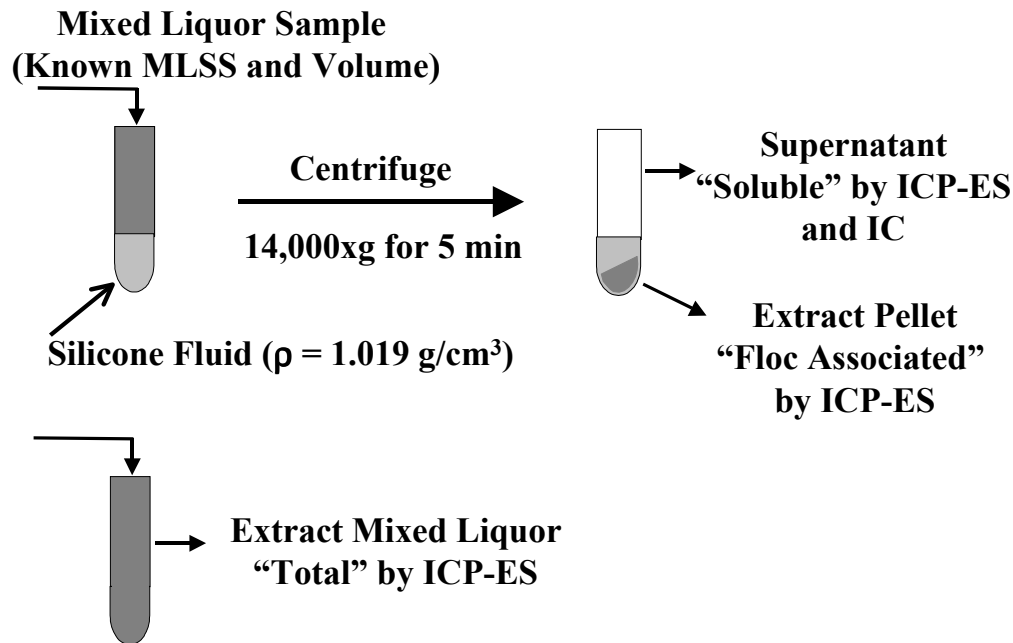 Mixed Liquor Sample
(Known MLSS and Volume)
Centrifuge
14,000xg for 5 min
Supernatant
“Soluble” by ICP-ES
and IC
Silicone Fluid (ρ = 1.019 g/cm³)
Extract Pellet
“Floc Associated”
by ICP-ES
Extract Mixed Liquor
“Total” by ICP-ES